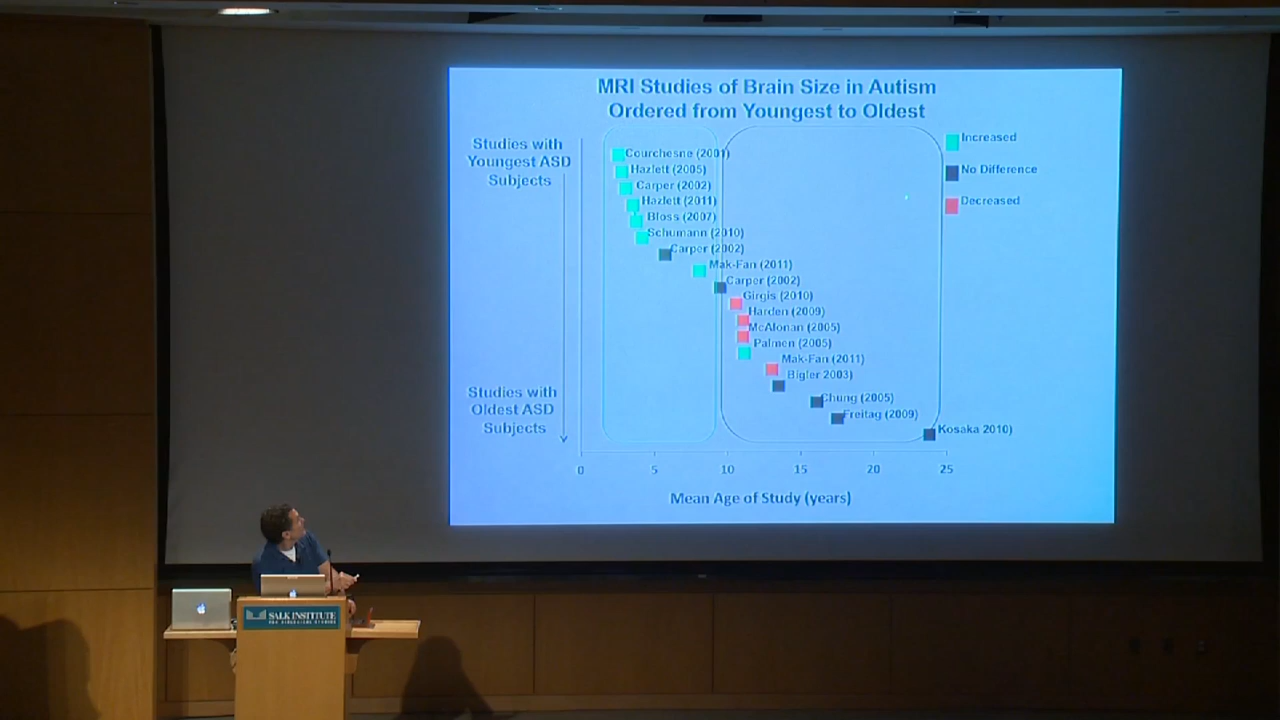 MRI Studies of Brain Size in Autism
Ordered from Youngest to Oldest
Studies with
Youngest ASD
Subjects
Increased
No Difference
Decreased
Courchesne (2001)
Hazlett (2005)
Carper (2002)
Hazlett (2011)
Bloss (2007)
Schumann (2010)
Carper (2002)
Mak-Fan (2011)
Carper (2002)
Girgis (2010)
Harden (2009)
McAlonan (2005)
Palmen (2005)
Mak-Fan (2011)
Bigler 2003)
Chung (2005)
Freitag (2009)
Kosaka 2010)
Studies with
Oldest ASD
Subjects
0 5 10 15 20 25
Mean Age of Study (years)
SALK INSTITUTE
FOR BIOLOGICAL STUDIES